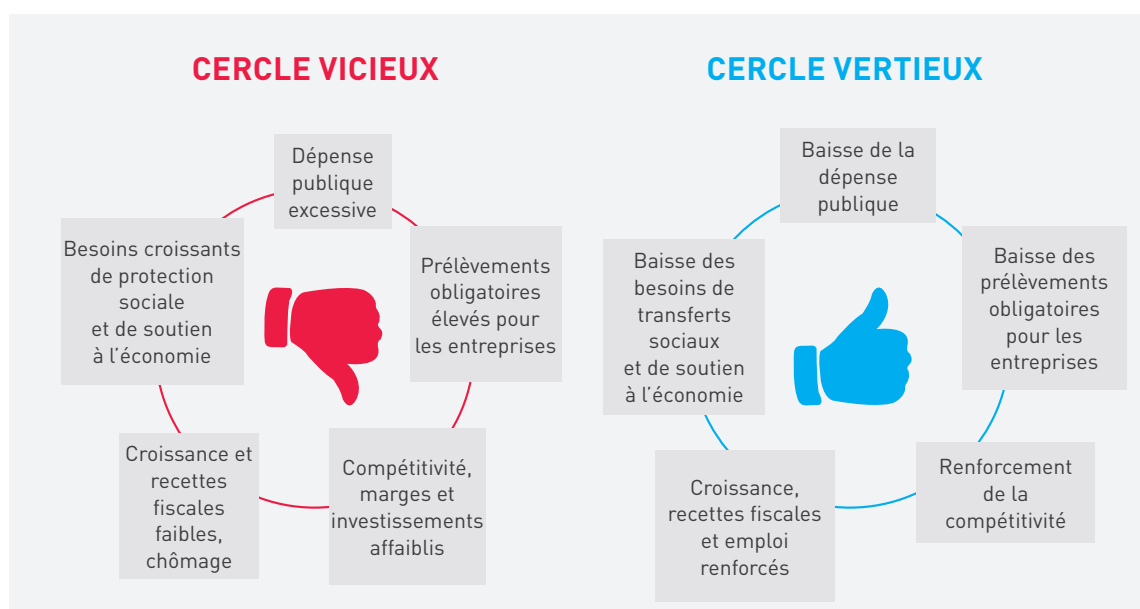 CERCLE VICIEUX
Dépense
publique
excessive
Prélèvements
obligatoires
élevés pour
les entreprises
Compétitivité,
marges et
investissements
affaiblis
Croissance et
recettes
fiscales
faibles,
chômage
Besoins croissants
de protection
sociale
et de soutien
à l'économie
CERCLE VERTIEUX
Baisse de la
dépense
publique
Baisse des
prélèvements
obligatoires
pour les
entreprises
Renforcement
de la
compétitivité
Croissance,
recettes fiscales
et emploi
renforcés
Baisse des
besoins de
transferts
sociaux
et de soutien
à l'économie